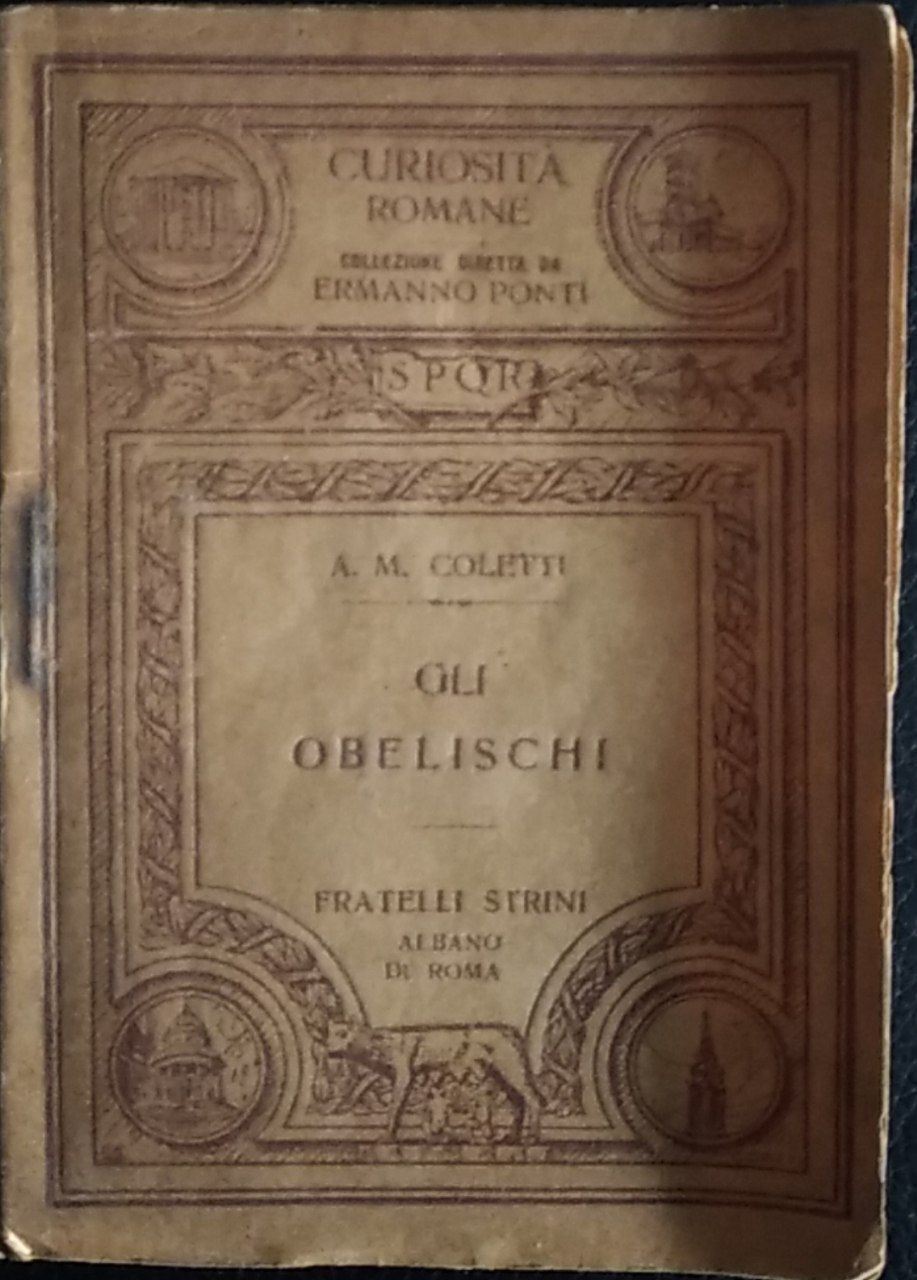 CURIOSITÀ
ROMANE
COLLEZIONE DIRETTA DA
ERMANNO PONTI
SPQR
A. M. COLETTI
GLI
OBELISCHI
FRATELLI STRINI
ALBANO
DI ROMA